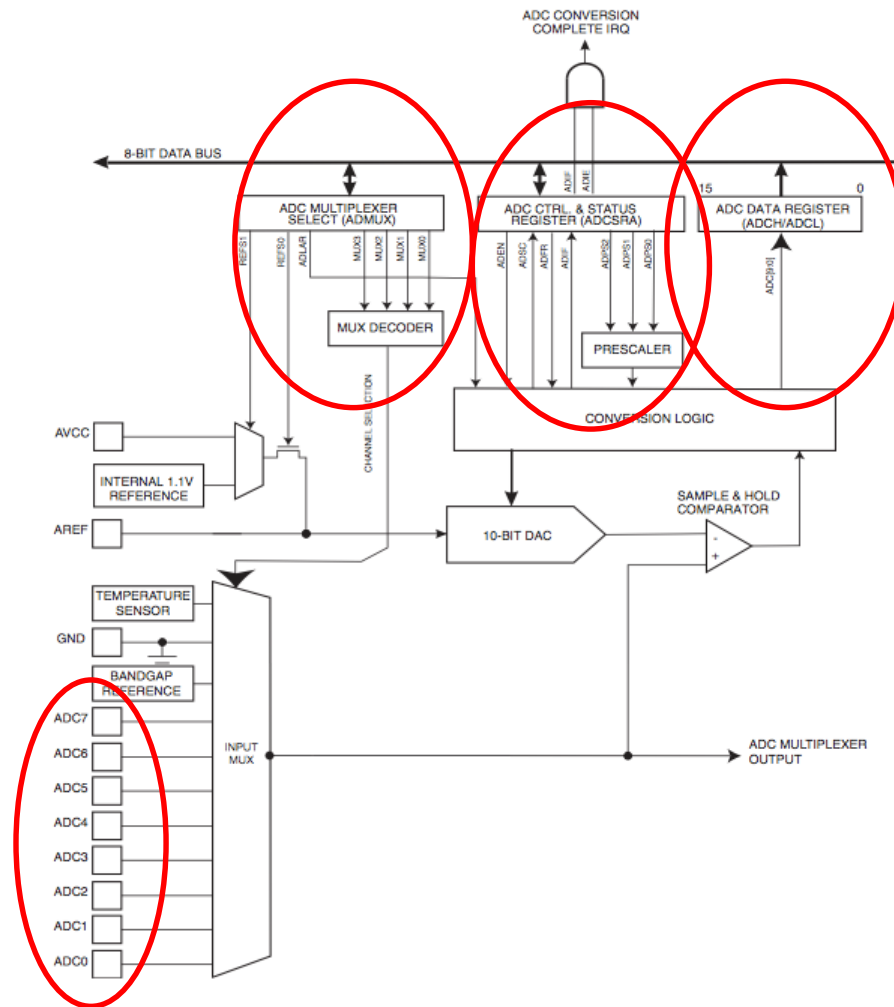 ADC CONVERSION
COMPLETE IRQ
8-BIT DATA BUS
ADIF
ADIE
15
0
ADC MULTIPLEXER
SELECT (ADMUX)
ADC CTRL. & STATUS
REGISTER (ADCSRA)
ADC DATA REGISTER
(ADCH/ADCL)
REFS1
REFS0
ADLAR
MUX3
MUX2
MUX1
MUX0
ADEN
ADSC
ADFR
ADIF
ADPS2
ADPS1
ADPS0
ADC[9:0]
MUX DECODER
PRESCALER
CHANNEL SELECTION
CONVERSION LOGIC
AVCC
INTERNAL 1.1V
REFERENCE
SAMPLE & HOLD
COMPARATOR
AREF
10-BIT DAC
-
+
TEMPERATURE
SENSOR
GND
BANDGAP
REFERENCE
ADC7
ADC6
ADC5
ADC4
ADC3
ADC2
ADC1
ADC0
INPUT
MUX
ADC MULTIPLEXER
OUTPUT